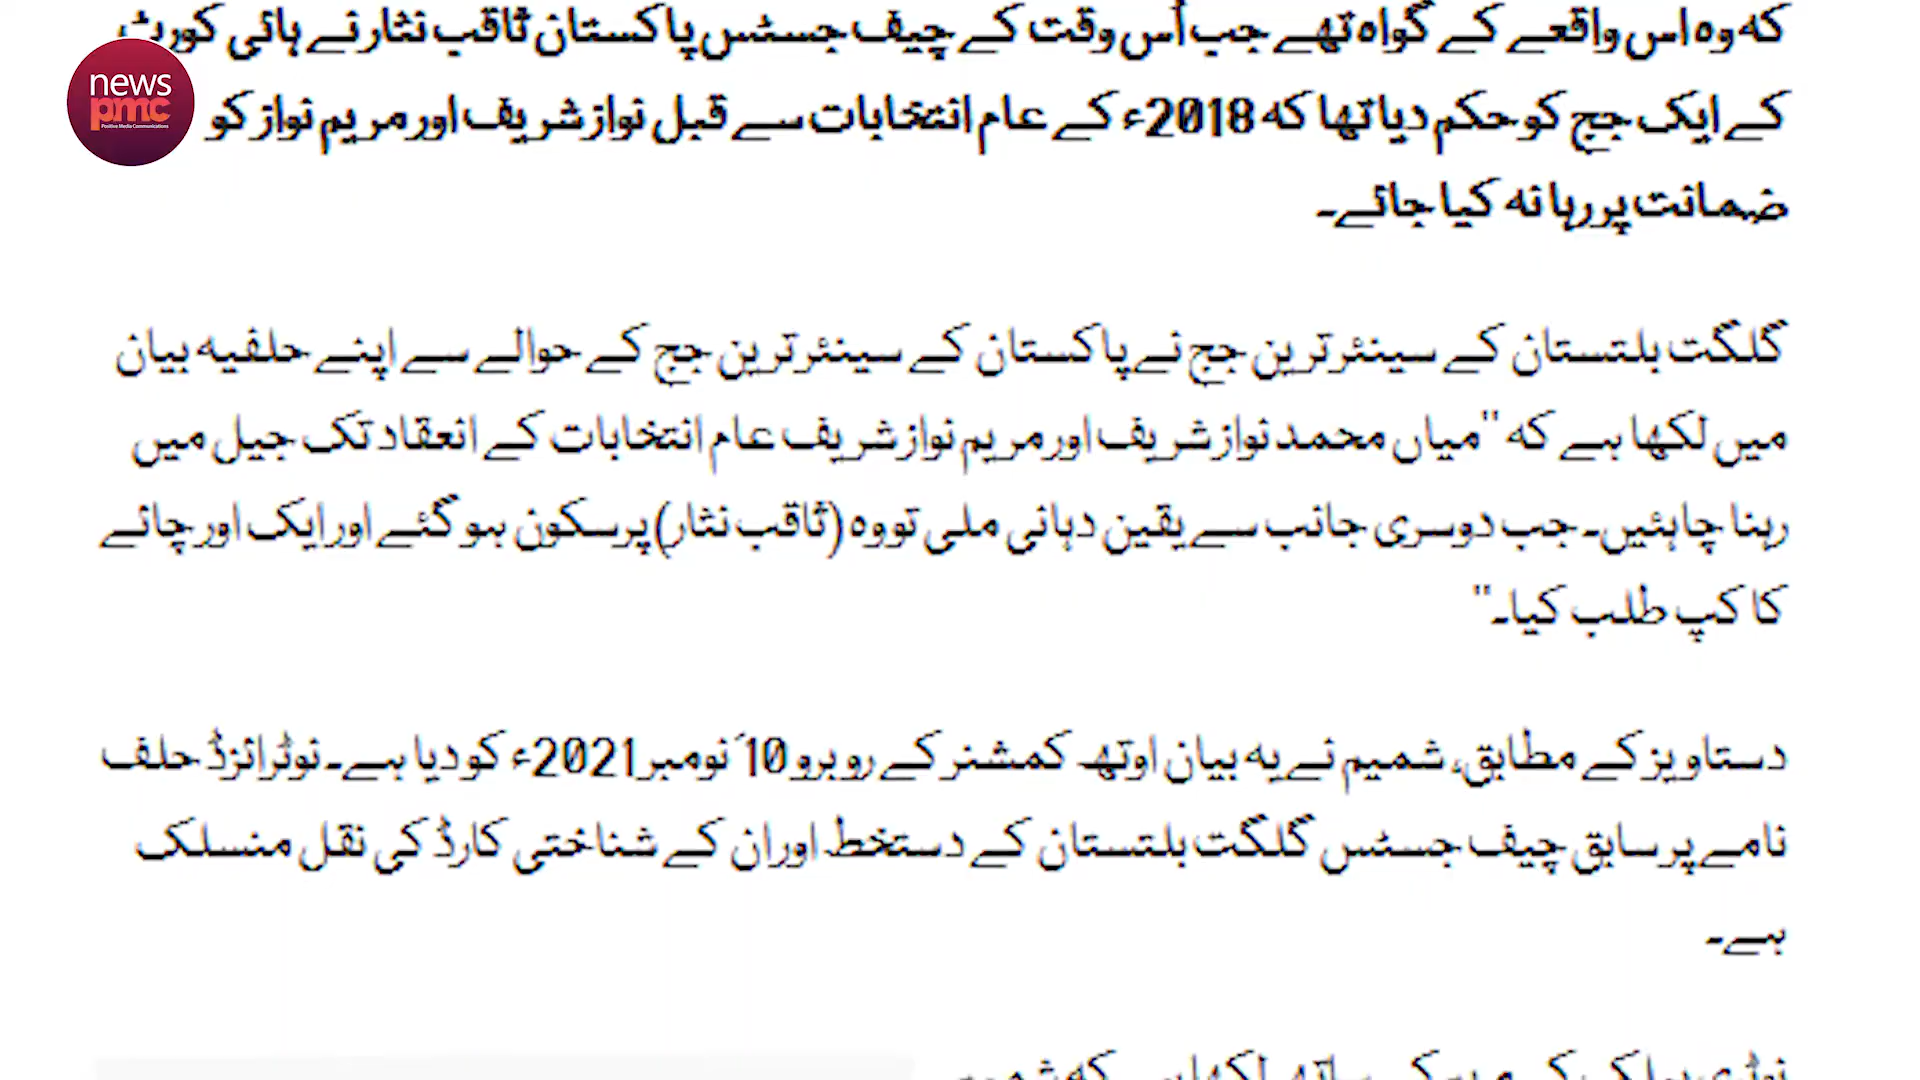 که وہ اس واقعے کے گواہ تھے جب اُس وقت کے چیف جسٹس پاکستان ثاقب نثار نے ہائی کورٹ
news
pmc
Positive Media Communications
کے ایک جج کو حکم دیا تھا کہ 2018ء کے عام انتخابات سے قبل نواز شریف اور مریم نواز کو
ضمانت پر رہا نہ کیا جائے۔
گلگت بلتستان کے سینئر ترین جج نے پاکستان کے سینئر ترین جج کے حوالے سے اپنے حلفیہ بیان
میں لکھا ہے کہ "میاں محمد نواز شریف اور مریم نواز شریف عام انتخابات کے انعقاد تک جیل میں
رہنا چاہئیں۔ جب دوسری جانب سے یقین دہانی ملی تو وہ (ثاقب نثار) پرسکون ہو گئے اور ایک اور چائے
کا کپ طلب کیا۔"
دستاویز کے مطابق، شمیم نے یہ بیان اوتھ کمشنر کے روبرو 10 نومبر 2021ء کو دیا ہے۔ نوٹرائزڈ حلف
نامے پر سابق چیف جسٹس گلگت بلتستان کے دستخط اور ان کے شناختی کارڈ کی نقل منسلک
ہے۔